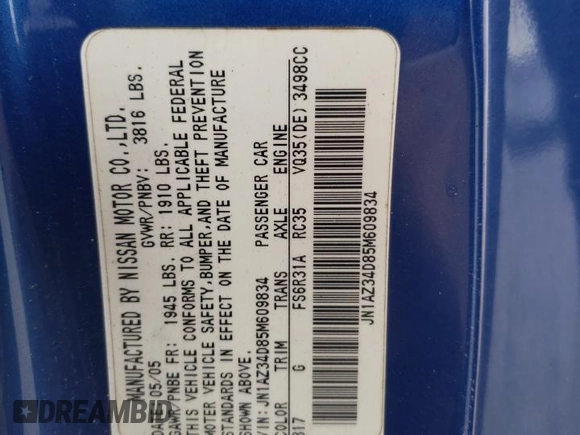 MANUFACTURED BY NISSAN MOTOR CO.,LTD.
DATE: 05/05 GVWR/PNBV: 3816 LBS.
GAWR/PNBE FR: 1945 LBS. RR: 1910 LBS.
THIS VEHICLE CONFORMS TO ALL APPLICABLE FEDERAL
MOTOR VEHICLE SAFETY,BUMPER,AND THEFT PREVENTION
STANDARDS IN EFFECT ON THE DATE OF MANUFACTURE
SHOWN ABOVE.
V/IN: JN1AZ34D85M609834 PASSENGER CAR
COLOR TRIM TRANS AXLE ENGINE
B17 G FS6R31A RC35 VQ35(DE) 3498CC
JN1AZ34D85M609834
DREAMBID